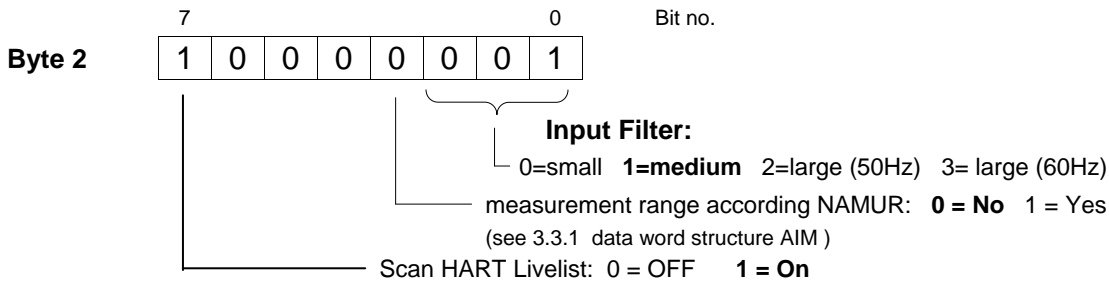 7 0 Bit no.
Byte 2 1 0 0 0 0 0 0 1
Input Filter:
0=small 1=medium 2=large (50Hz) 3= large (60Hz)
measurement range according NAMUR: 0 = No 1 = Yes
(see 3.3.1 data word structure AIM )
Scan HART Livelist: 0 = OFF 1 = On